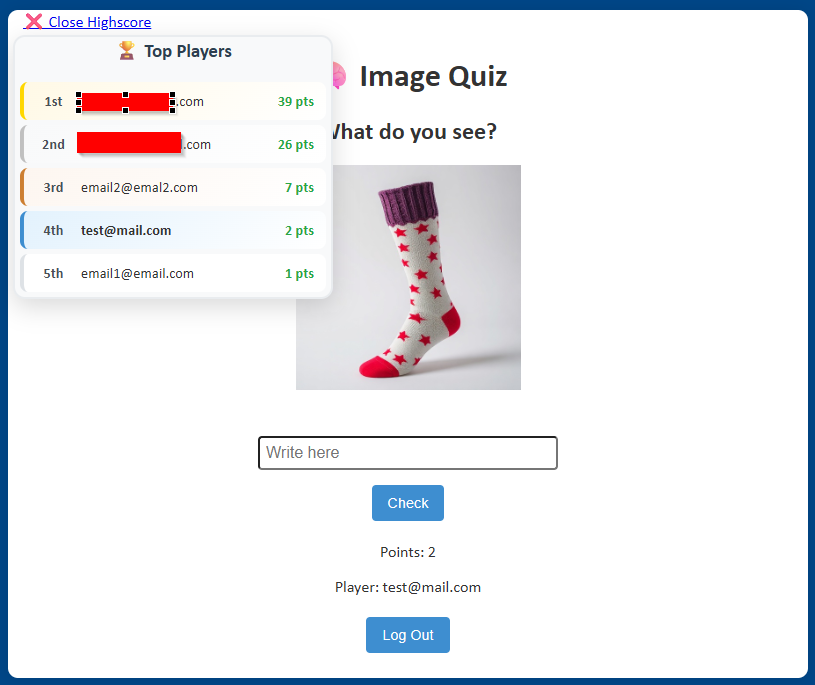 Close Highscore
Top Players
1st .com 39 pts
2nd .com 26 pts
3rd email2@emal2.com 7 pts
4th test@mail.com 2 pts
5th email1@email.com 1 pts
Image Quiz
What do you see?
Write here
Check
Points: 2
Player: test@mail.com
Log Out